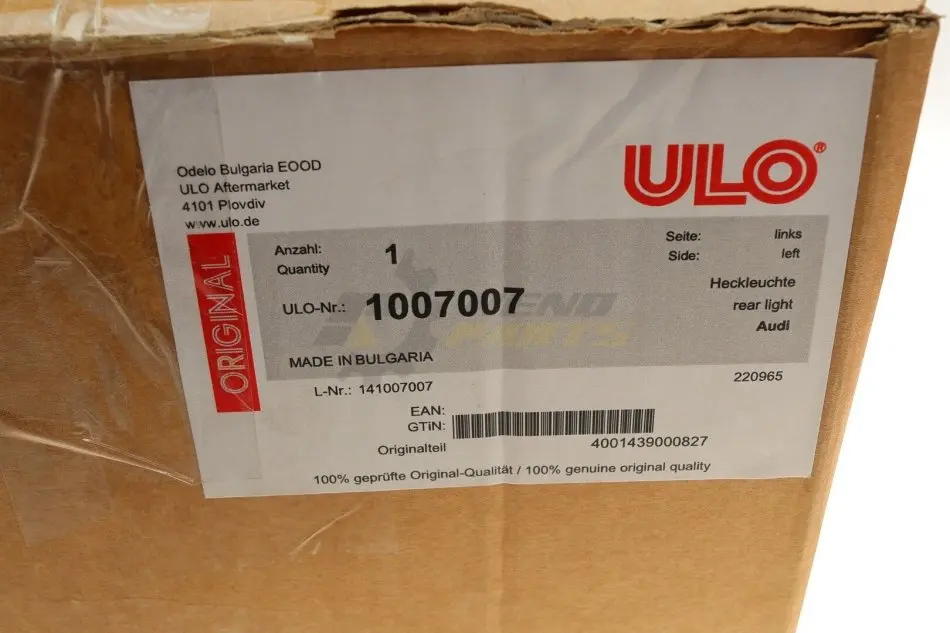 Odelo Bulgaria EOOD
ULO Aftermarket
4101 Plovdiv
www.ulo.de
ULO®
ORIGINAL
Anzahl: 1
Quantity
Seite: links
Side: left
ULO-Nr.: 1007007
Heckleuchte
rear light
Audi
PARTS
MADE IN BULGARIA
L-Nr.: 141007007
220965
EAN:
GTiN:
Originalteil 4001439000827
100% geprüfte Original-Qualität / 100% genuine original quality